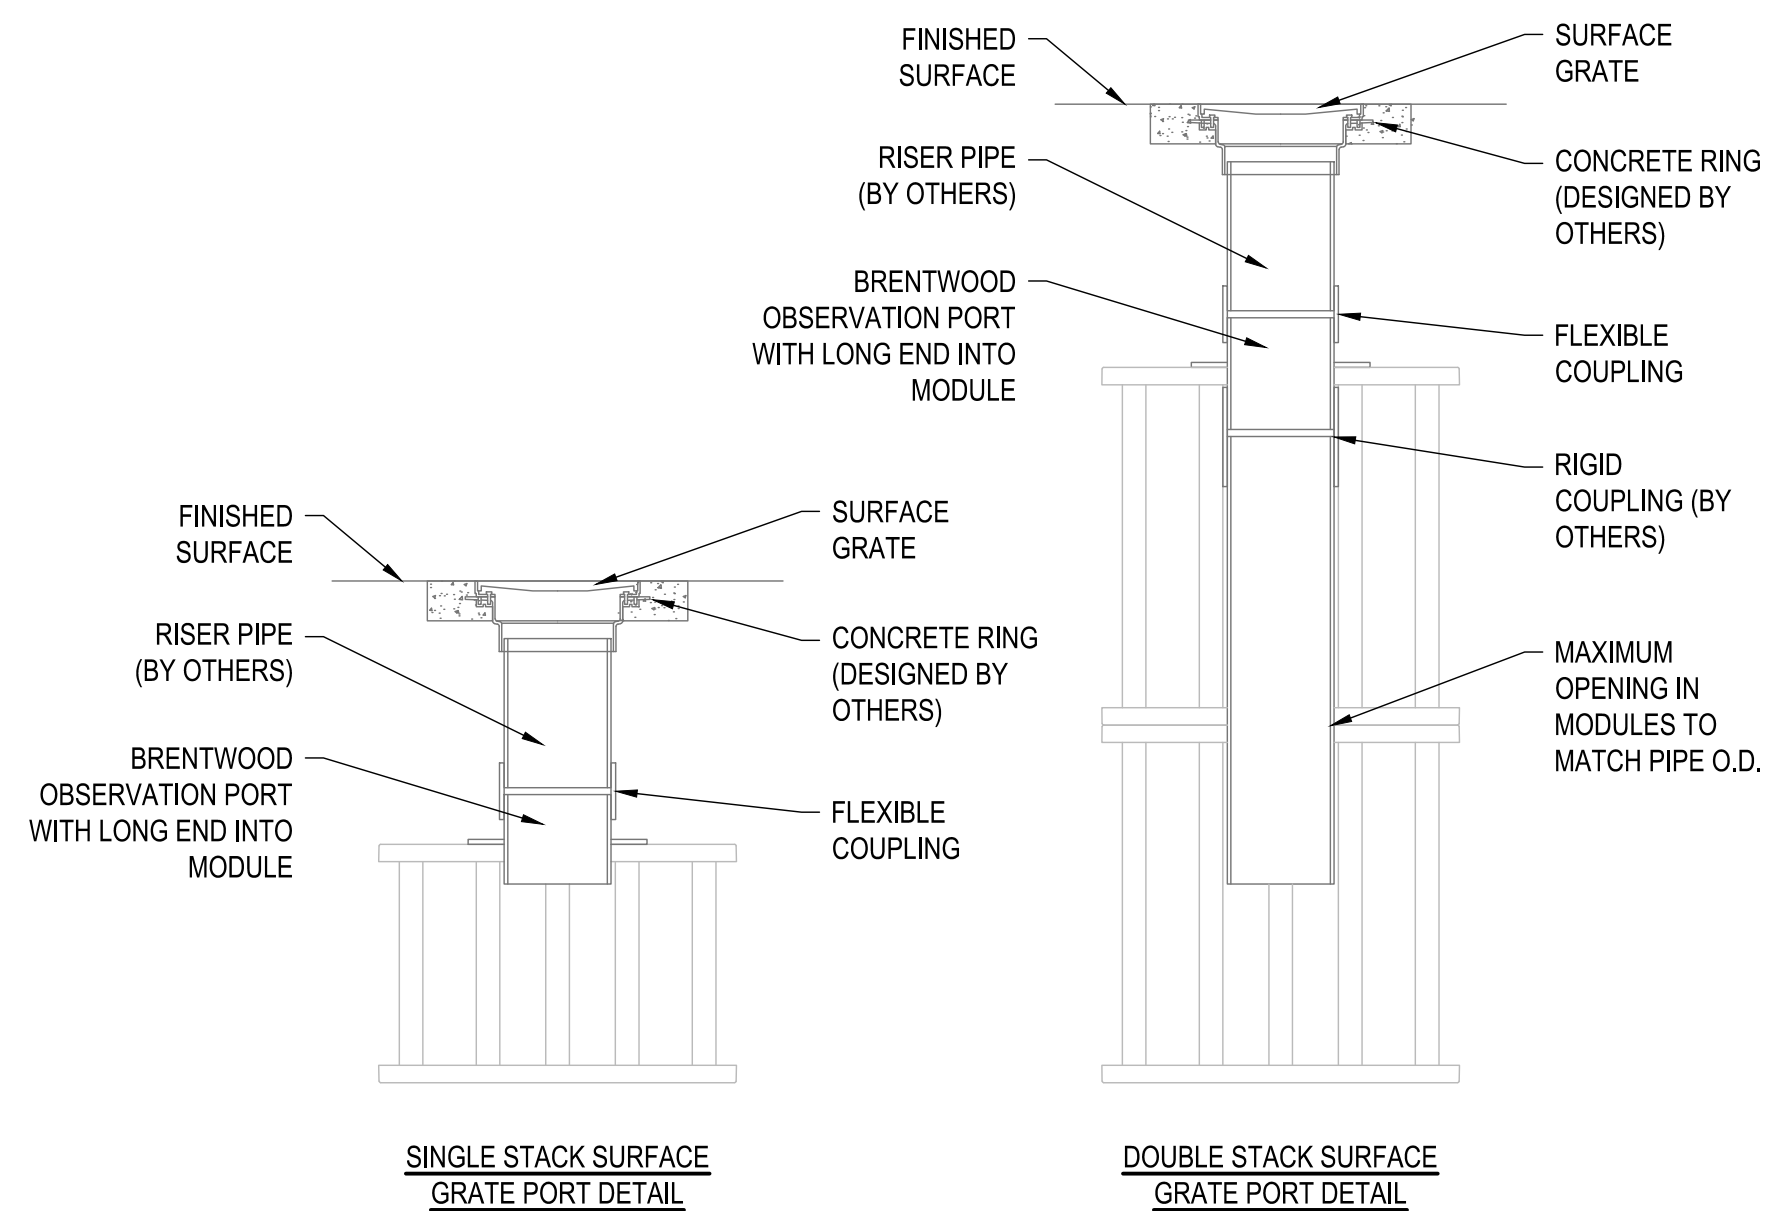 FINISHED
SURFACE
RISER PIPE
(BY OTHERS)
BRENTWOOD
OBSERVATION PORT
WITH LONG END INTO
MODULE
SURFACE
GRATE
CONCRETE RING
(DESIGNED BY
OTHERS)
FLEXIBLE
COUPLING
SINGLE STACK SURFACE
GRATE PORT DETAIL
FINISHED
SURFACE
RISER PIPE
(BY OTHERS)
BRENTWOOD
OBSERVATION PORT
WITH LONG END INTO
MODULE
SURFACE
GRATE
CONCRETE RING
(DESIGNED BY
OTHERS)
FLEXIBLE
COUPLING
RIGID
COUPLING (BY
OTHERS)
MAXIMUM
OPENING IN
MODULES TO
MATCH PIPE O.D.
DOUBLE STACK SURFACE
GRATE PORT DETAIL